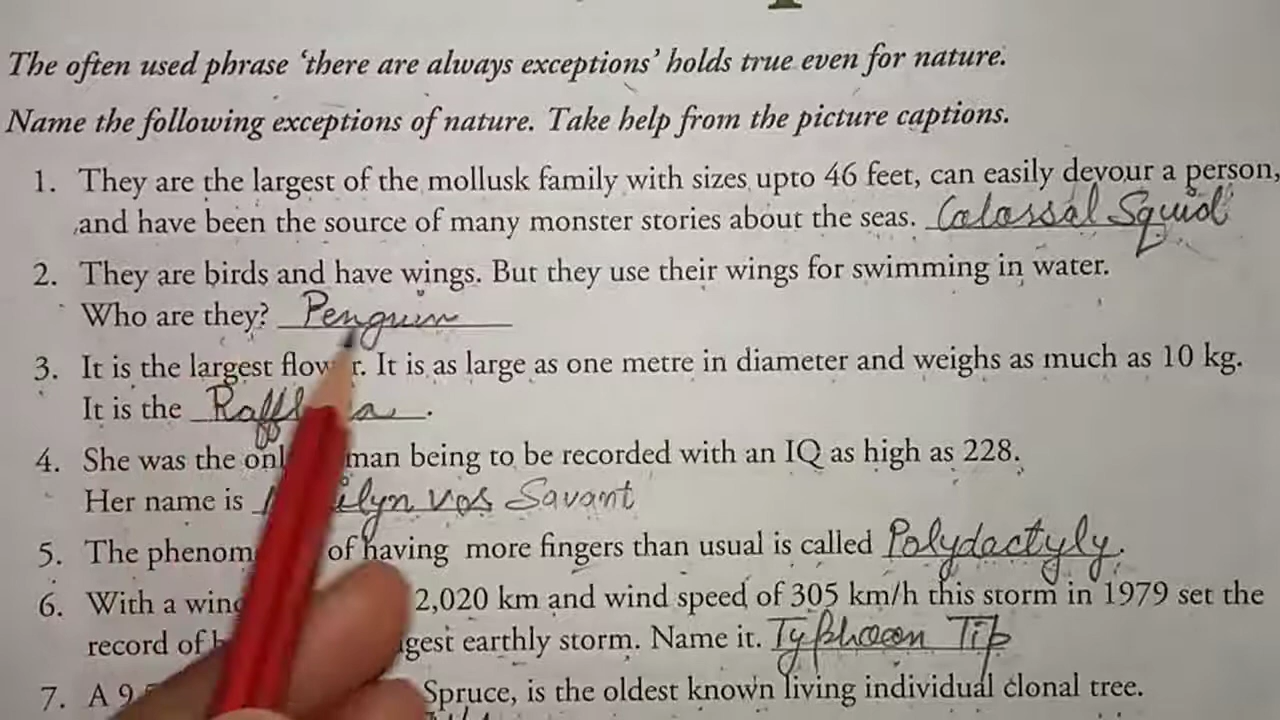 The often used phrase ‘there are always exceptions’ holds true even for nature.
Name the following exceptions of nature. Take help from the picture captions.
1. They are the largest of the mollusk family with sizes upto 46 feet, can easily devour a person,
and have been the source of many monster stories about the seas. Colossal Squid
2. They are birds and have wings. But they use their wings for swimming in water.
Who are they? Penguin
3. It is the largest flow r. It is as large as one metre in diameter and weighs as much as 10 kg.
It is the Raffl a.
4. She was the onl man being to be recorded with an IQ as high as 228.
Her name is ilyn vos Savant
5. The phenom of having more fingers than usual is called Polydactyly.
6. With a wind 2,020 km and wind speed of 305 km/h this storm in 1979 set the
record of gest earthly storm. Name it. Typhoon Tip
7. A 9 Spruce, is the oldest known living individual clonal tree.